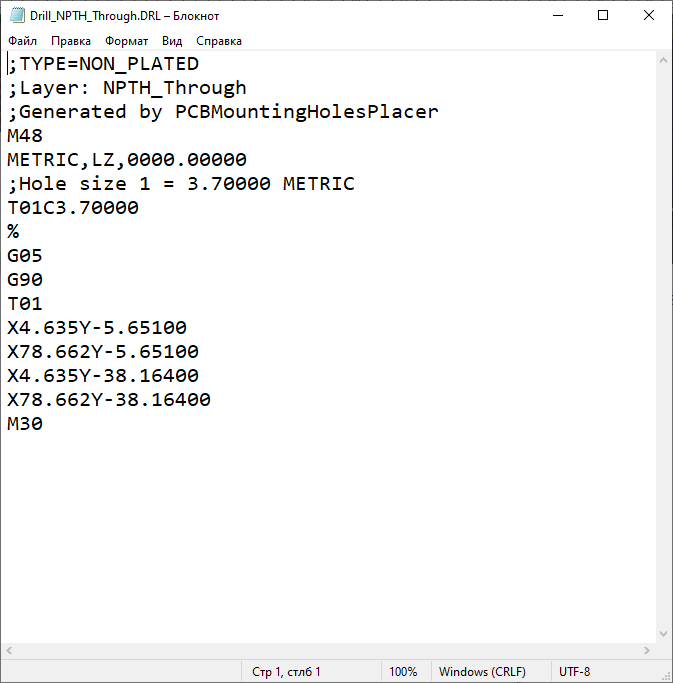 Drill_NPTH_Through.DRL – Блокнот
Файл Правка Формат Вид Справка
;TYPE=NON_PLATED
;Layer: NPTH_Through
;Generated by PCBMountingHolesPlacer
M48
METRIC,LZ,0000.00000
;Hole size 1 = 3.70000 METRIC
T01C3.70000
%
G05
G90
T01
X4.635Y-5.65100
X78.662Y-5.65100
X4.635Y-38.16400
X78.662Y-38.16400
M30
Стр 1, стлб 1 100% Windows (CRLF) UTF-8